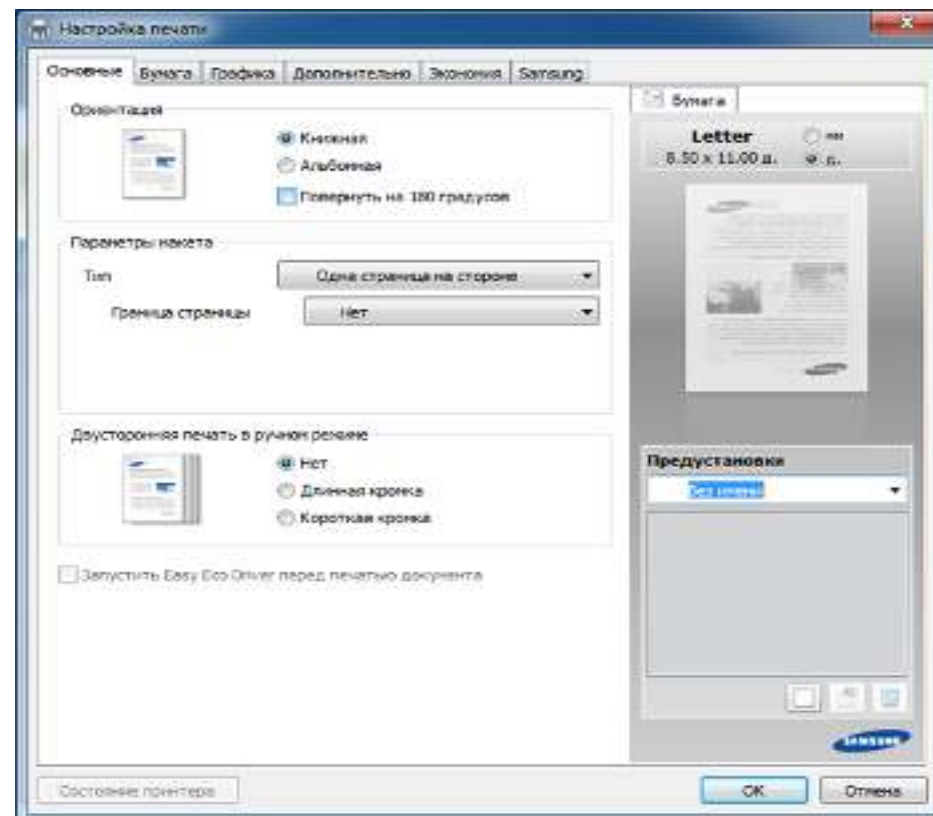 Настройка печати
Основные Бумага Графика Дополнительно Экономия Samsung
Ориентация
Книжная
Альбомная
Повернуть на 180 градусов
Параметры макета
Тип
Одна страница на стороне
Граница страницы
Нет
Двусторонняя печать в ручном режиме
Нет
Длинная кромка
Короткая кромка
Запустить Easy Eco Driver перед печатью документа
Бумага
Letter
мм
8.50 x 11.00 д.
д.
Предустановки
Без имени
SAMSUNG
Состояние принтера
OK
Отмена